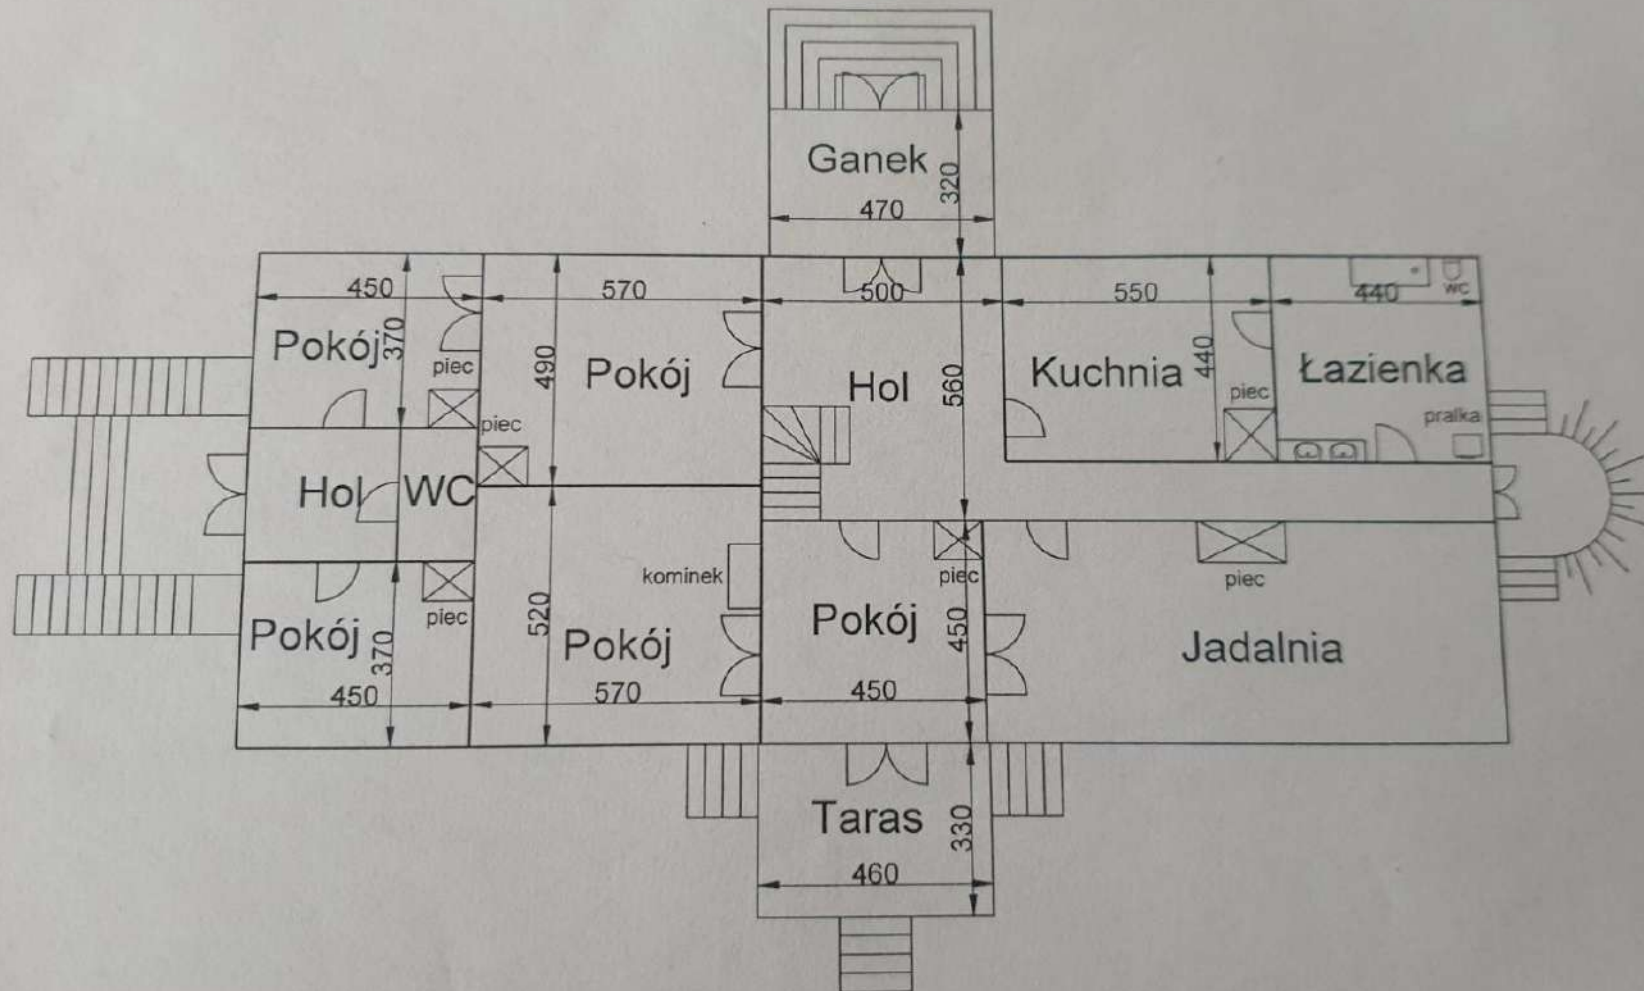 Ganek
320
470
450
570
500
550
440
WC
370
490
560
440
Pokój
Pokój
Hol
Kuchnia
Łazienka
piec
piec
piec
pralka
Hol
WC
kominek
piec
piec
piec
Pokój
370
520
Pokój
Pokój
450
Jadalnia
450
570
450
Taras
330
460